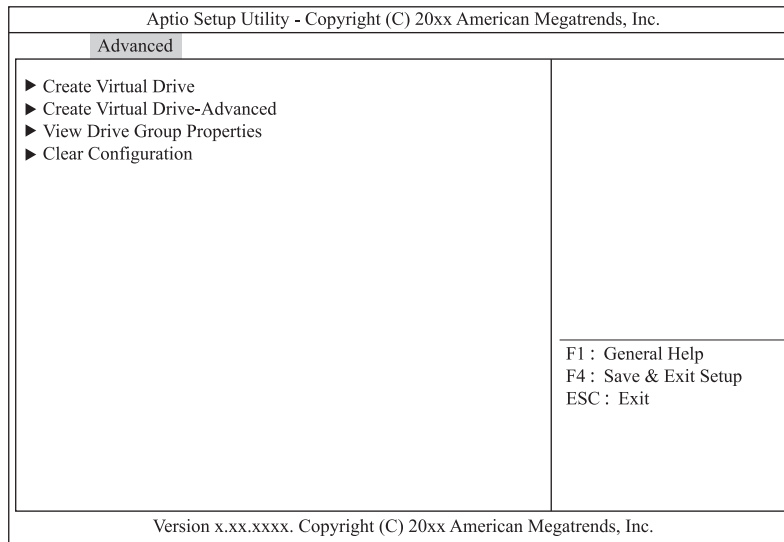 Aptio Setup Utility - Copyright (C) 20xx American Megatrends, Inc.
Advanced
▶ Create Virtual Drive
▶ Create Virtual Drive-Advanced
▶ View Drive Group Properties
▶ Clear Configuration
F1 : General Help
F4 : Save & Exit Setup
ESC : Exit
Version x.xx.xxxx. Copyright (C) 20xx American Megatrends, Inc.